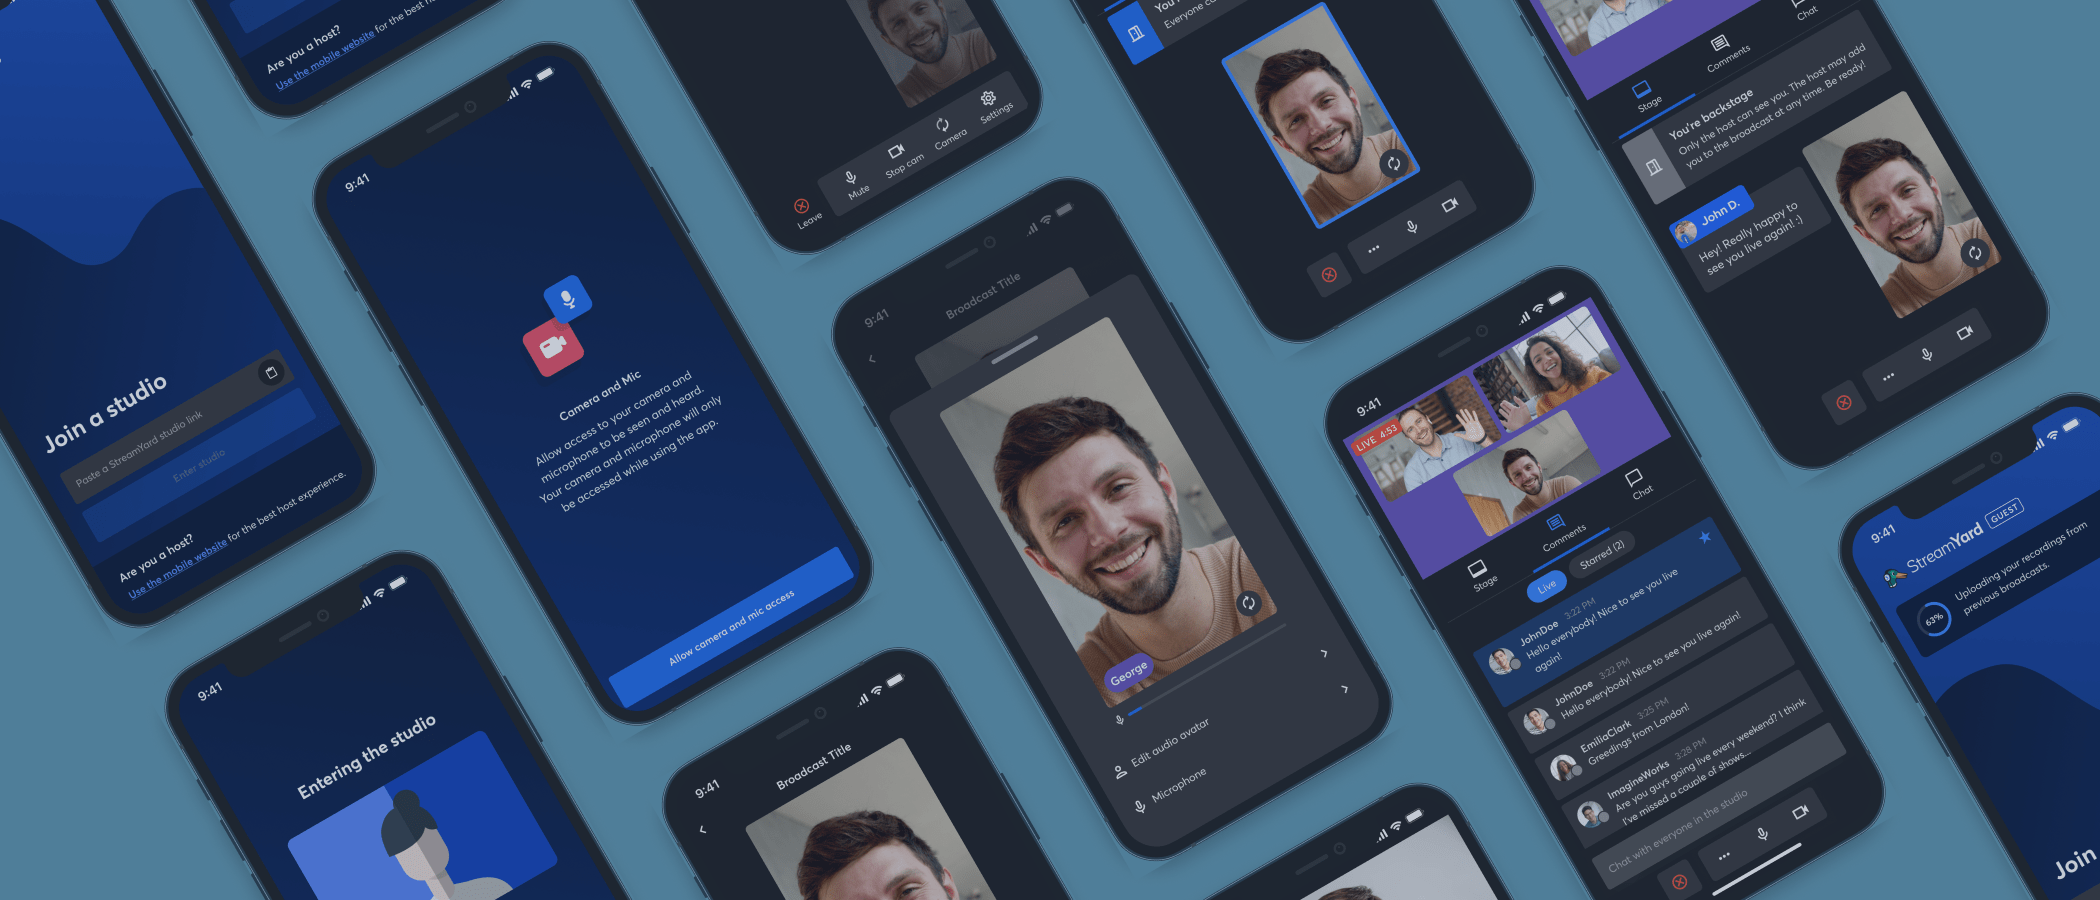 Join a studio
Paste a StreamYard studio link
Enter studio
Are you a host?
Use the mobile website for the best host experience.
Are you a host?
Use the mobile website for the best
9:41
Camera and Mic
Allow access to your camera and
microphone to be seen and heard.
Your camera and microphone will only
be accessed while using the app.
Allow camera and mic access
9:41
Entering the studio
Leave
Mute
Stop cam
Camera
Settings
9:41
Broadcast Title
George
Edit audio avatar
Microphone
9:41
Broadcast Title
Everyone
9:41
LIVE 4:53
Stage
Comments
Chat
Live
Starred (2)
JohnDoe 3:22 PM
Hello everybody! Nice to see you live
again!
JohnDoe 3:22 PM
Hello everybody! Nice to see you live again!
EmiliaClark 3:25 PM
Greedings from London!
ImagineWorks 3:28 PM
Are you guys going live every weekend? I think
I've missed a couple of shows...
Chat with everyone in the studio
Stage
Comments
Chat
You're backstage
Only the host can see you. The host may add
you to the broadcast at any time. Be ready!
John D.
Hey! Really happy to
see you live again! :)
9:41
StreamYard
GUEST
63%
Uploading your recordings from
previous broadcasts.
Join